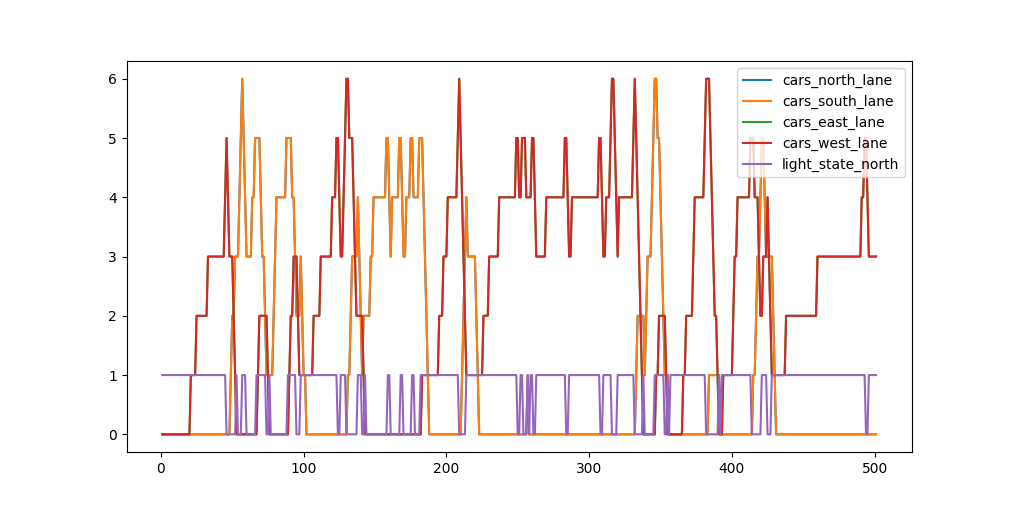 6
5
4
3
2
1
0
0 100 200 300 400 500
cars_north_lane
cars_south_lane
cars_east_lane
cars_west_lane
light_state_north